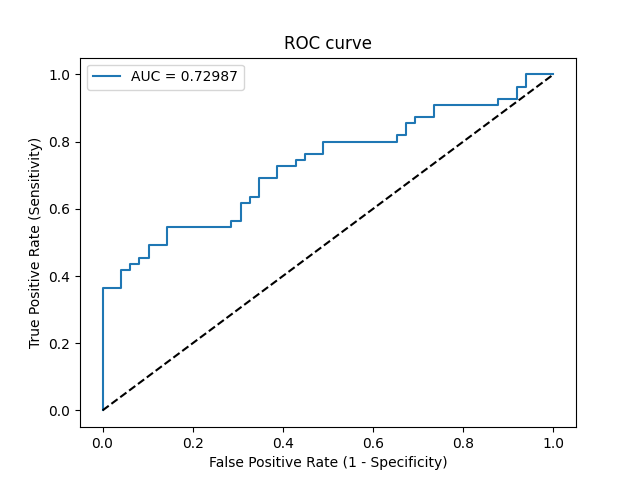 ROC curve
AUC = 0.72987
1.0
0.8
0.6
0.4
0.2
0.0
True Positive Rate (Sensitivity)
0.0 0.2 0.4 0.6 0.8 1.0
False Positive Rate (1 - Specificity)